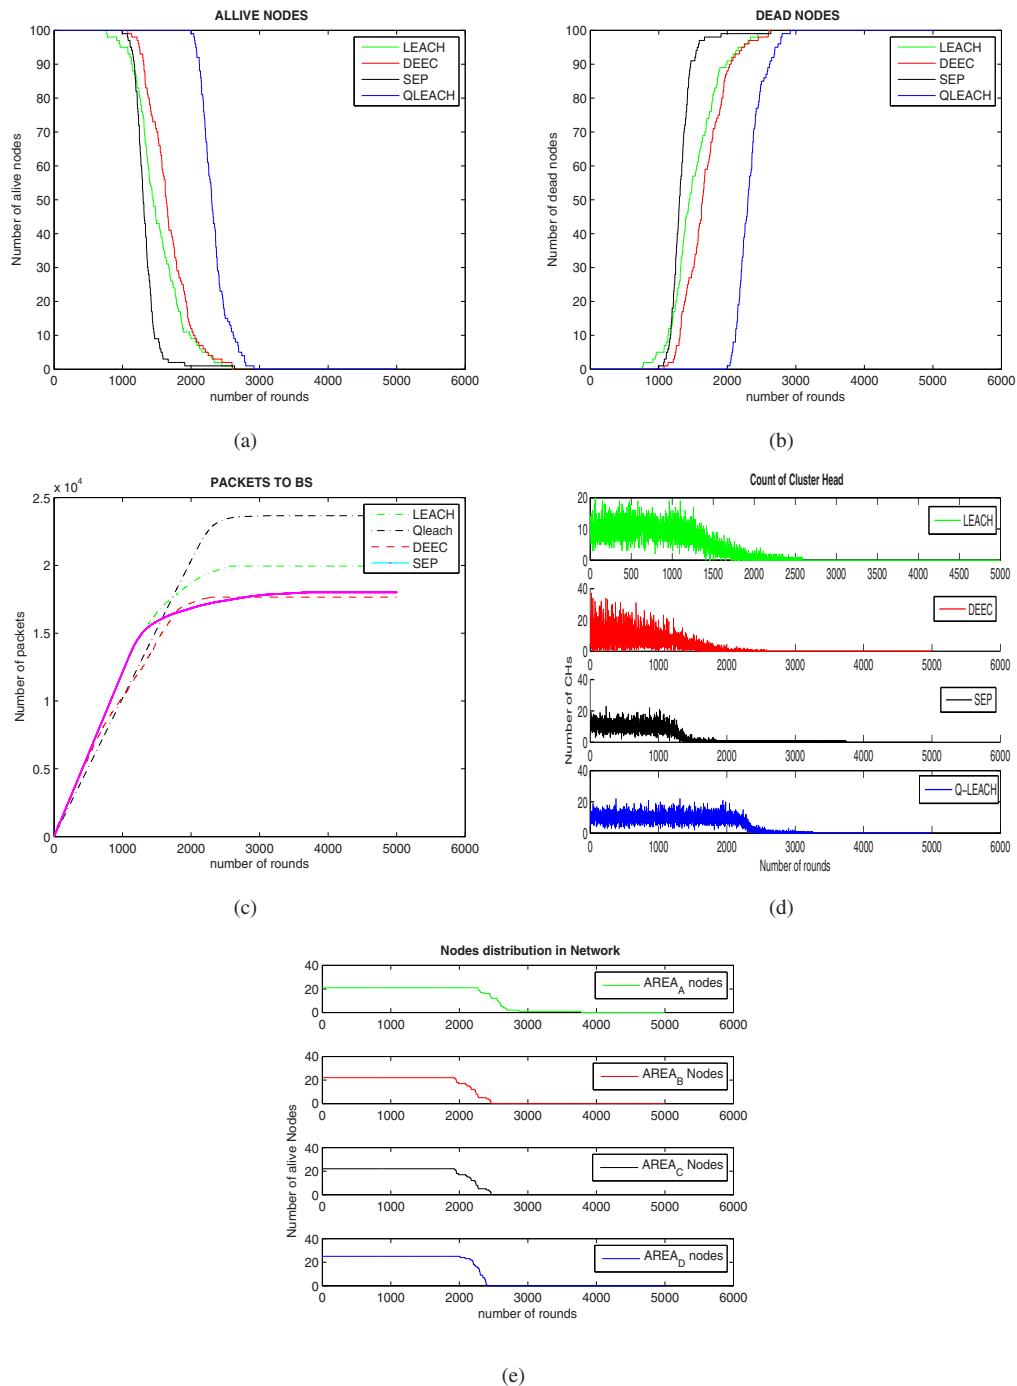 ALLIVE NODES
100
90
80
70
60
50
40
30
20
10
0
Number of alive nodes
LEACH
DEEC
SEP
QLEACH
0 1000 2000 3000 4000 5000 6000
number of rounds
(a)
DEAD NODES
100
90
80
70
60
50
40
30
20
10
0
Number of dead nodes
LEACH
DEEC
SEP
QLEACH
0 1000 2000 3000 4000 5000 6000
number of rounds
(b)
PACKETS TO BS
x 10^4
2.5
2
1.5
1
0.5
0
Number of packets
LEACH
Qleach
DEEC
SEP
0 1000 2000 3000 4000 5000 6000
number of rounds
(c)
Count of Cluster Head
20
10
0
LEACH
0 500 1000 1500 2000 2500 3000 3500 4000 4500 5000
40
20
0
DEEC
0 1000 2000 3000 4000 5000 6000
Number of CHs
40
20
0
SEP
0 1000 2000 3000 4000 5000 6000
40
20
0
Q-LEACH
0 1000 2000 3000 4000 5000 6000
Number of rounds
(d)
Nodes distribution in Network
40
20
0
AREA_A nodes
0 1000 2000 3000 4000 5000 6000
40
20
0
AREA_B Nodes
0 1000 2000 3000 4000 5000 6000
Number of alive Nodes
40
20
0
AREA_C Nodes
0 1000 2000 3000 4000 5000 6000
40
20
0
AREA_D nodes
0 1000 2000 3000 4000 5000 6000
number of rounds
(e)